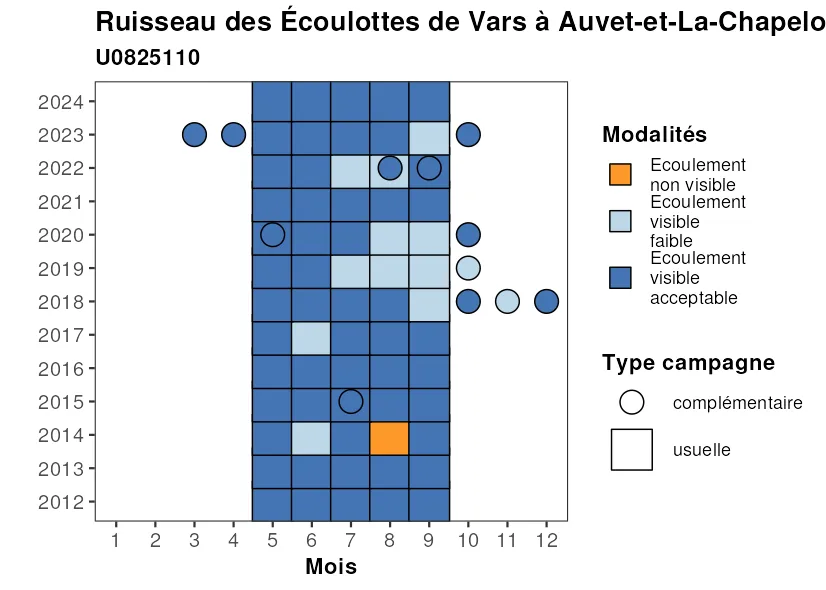 Ruisseau des Écoulottes de Vars à Auvet-et-La-Chapelo
U0825110
2024
2023
2022
2021
2020
2019
2018
2017
2016
2015
2014
2013
2012
1 2 3 4 5 6 7 8 9 10 11 12
Mois
Modalités
Ecoulement
non visible
Ecoulement
visible
faible
Ecoulement
visible
acceptable
Type campagne
complémentaire
usuelle